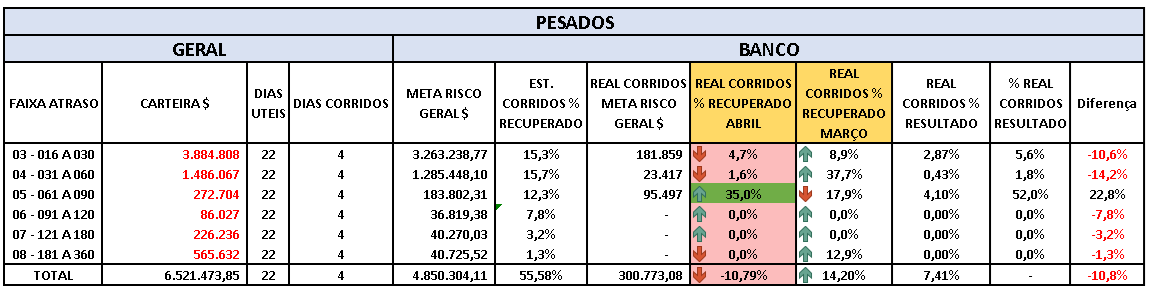 PESADOS
GERAL BANCO
FAIXA ATRASO CARTEIRA $ DIAS UTEIS DIAS CORRIDOS META RISCO GERAL $ EST. CORRIDOS % RECUPERADO REAL CORRIDOS META RISCO GERAL $ REAL CORRIDOS % RECUPERADO ABRIL REAL CORRIDOS % RECUPERADO MARÇO REAL CORRIDOS % RESULTADO % REAL CORRIDOS RESULTADO Diferença
03 - 016 A 030 3.884.808 22 4 3.263.238,77 15,3% 181.859 4,7% 8,9% 2,87% 5,6% -10,6%
04 - 031 A 060 1.486.067 22 4 1.285.448,10 15,7% 23.417 1,6% 37,7% 0,43% 1,8% -14,2%
05 - 061 A 090 272.704 22 4 183.802,31 12,3% 95.497 35,0% 17,9% 4,10% 52,0% 22,8%
06 - 091 A 120 86.027 22 4 36.819,38 7,8% - 0,0% 0,0% 0,00% 0,0% -7,8%
07 - 121 A 180 226.236 22 4 40.270,03 3,2% - 0,0% 0,0% 0,00% 0,0% -3,2%
08 - 181 A 360 565.632 22 4 40.725,52 1,3% - 0,0% 12,9% 0,00% 0,0% -1,3%
TOTAL 6.521.473,85 22 4 4.850.304,11 55,58% 300.773,08 -10,79% 14,20% 7,41% - -10,8%